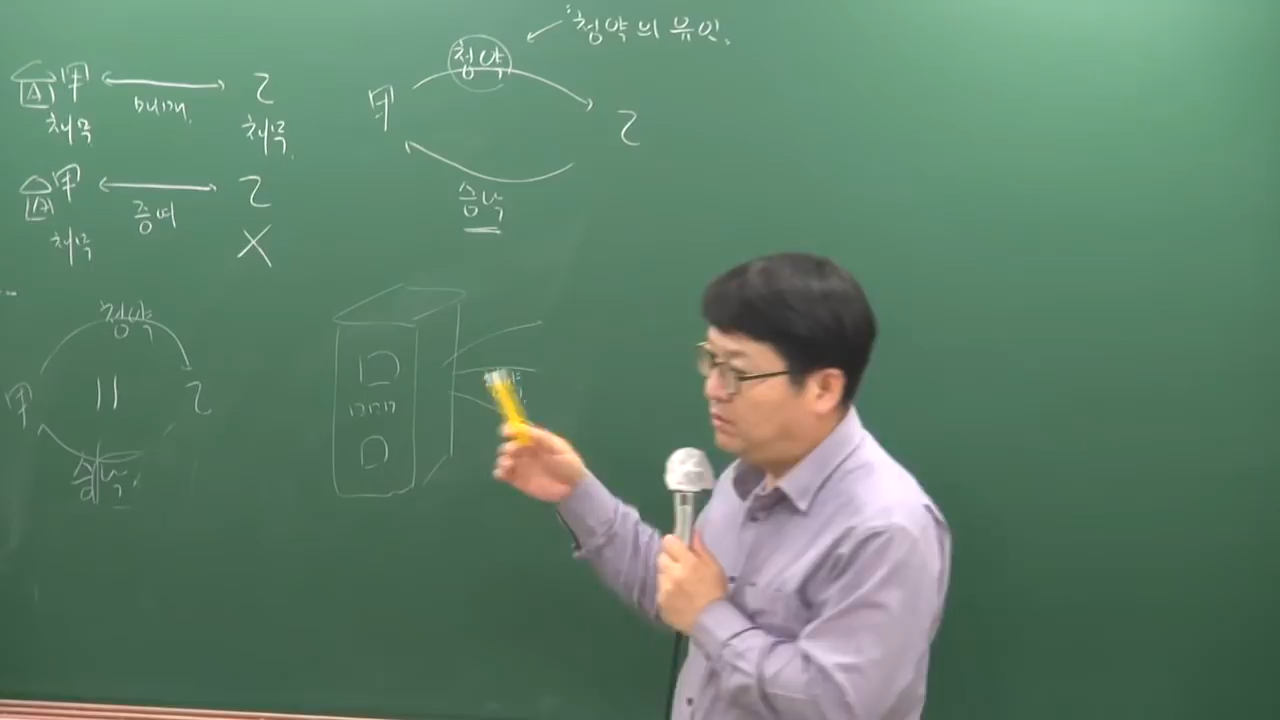 청약의 유인
청약
甲 乙
승낙
A 甲 매매 乙
채무 채무
A 甲 증여 乙
채무 X
청약
甲 || 乙
승낙